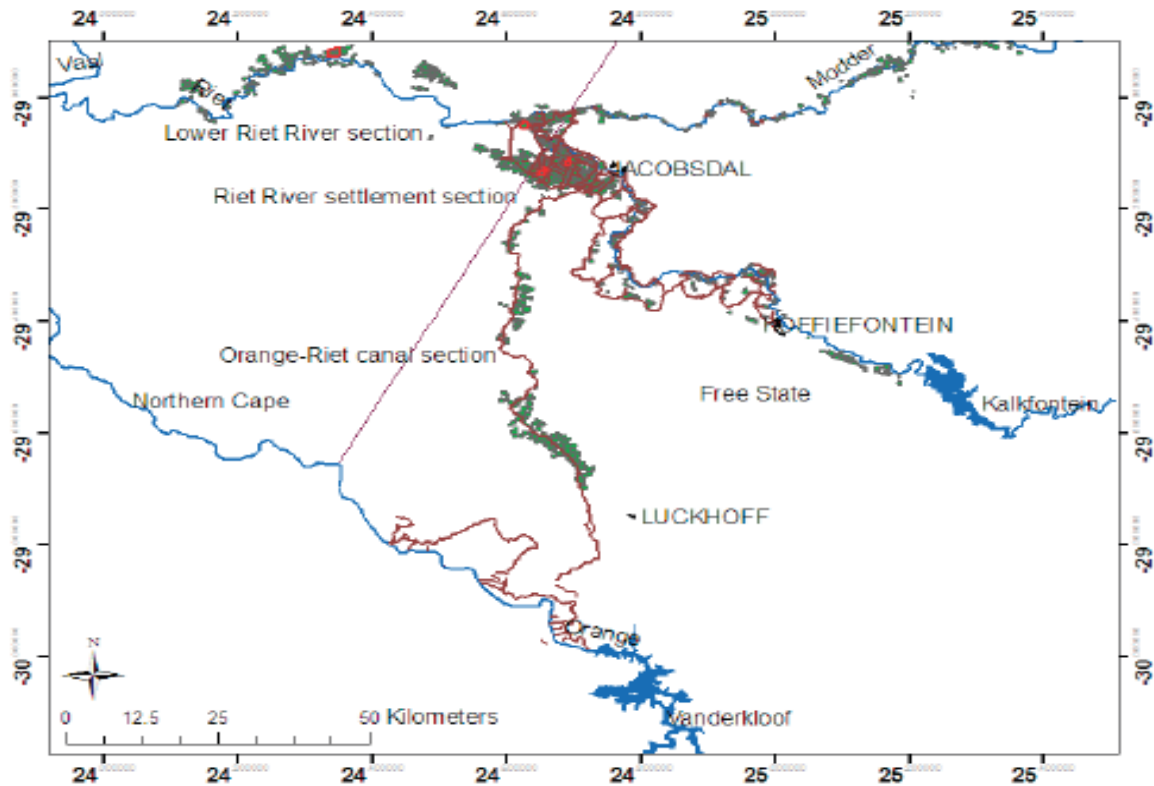 24 24 24 24 24 25 25 25
Vaal
Riet
Modder
-29 -29
Lower Riet River section
JACOBSDAL
Riet River settlement section
-29 -29
-29 -29
OFFIEFONTEIN
Orange-Riet canal section
Northern Cape
Free State
Kalkfontein
-29 -29
LUCKHOFF
-29 -29
Orange
-30 -30
N
Vanderkloof
0 12.5 25 50 Kilometers
24 24 24 24 24 25 25 25